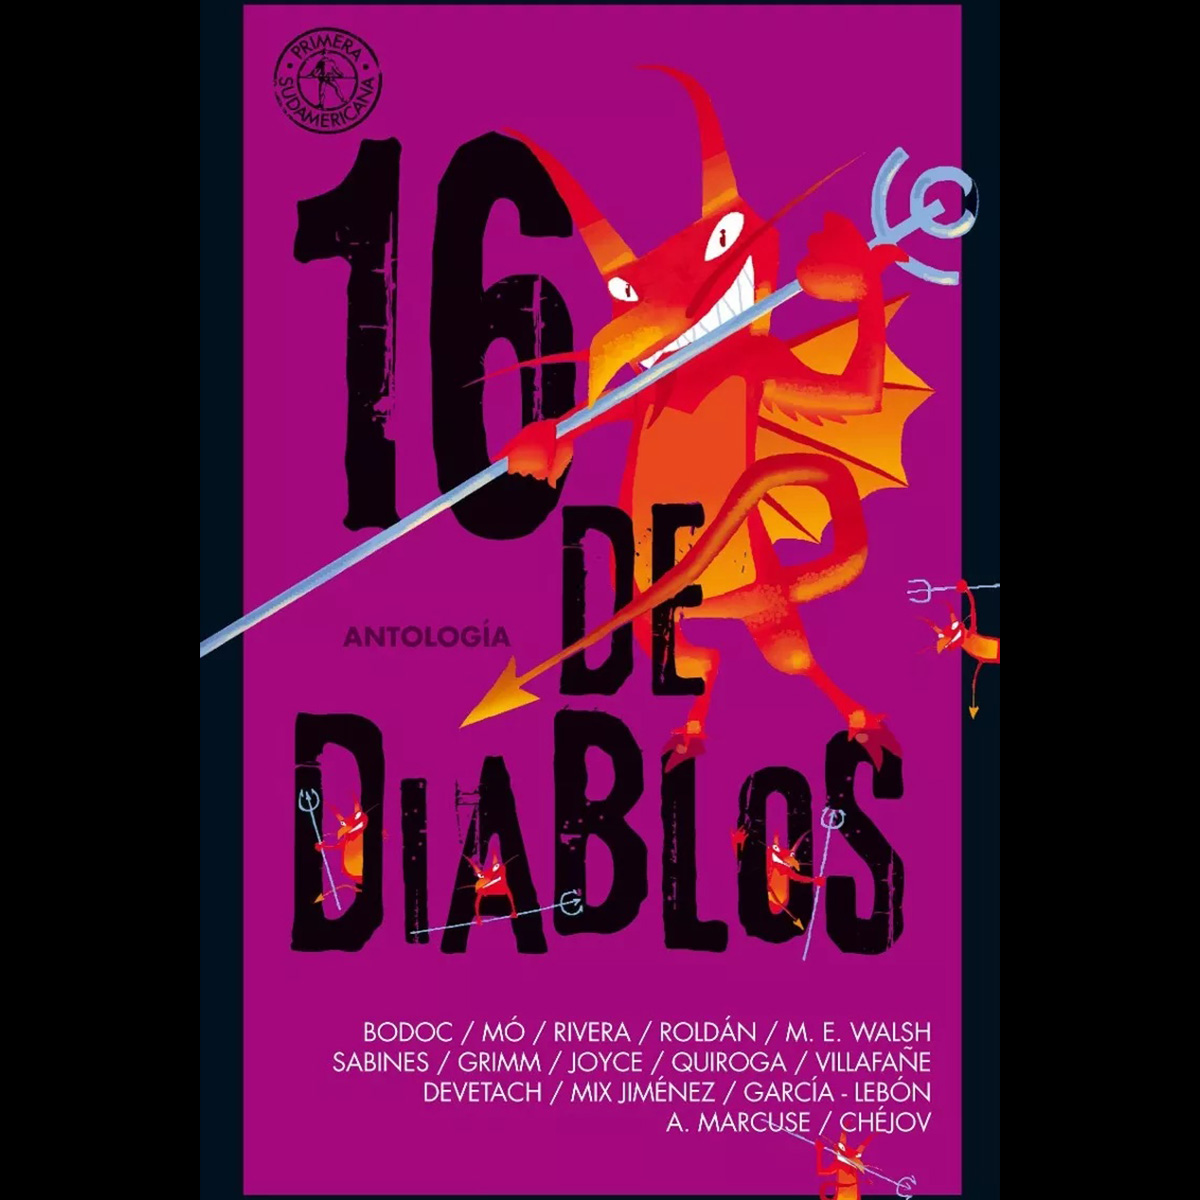 PRIMERA
SUDAMERICANA
16
DE
ANTOLOGÍA
DIABLOS
BODOC / MÓ / RIVERA / ROLDÁN / M. E. WALSH
SABINES / GRIMM / JOYCE / QUIROGA / VILLAFAÑE
DEVETACH / MIX JIMÉNEZ / GARCÍA - LEBÓN
A. MARCUSE / CHÉJOV